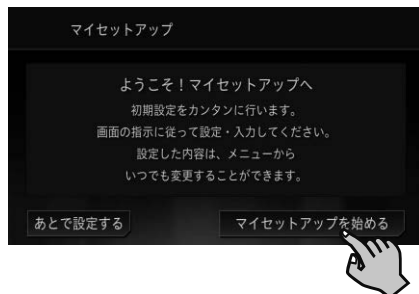 マイセットアップ
ようこそ！マイセットアップへ
初期設定をカンタンに行います。
画面の指示に従って設定・入力してください。
設定した内容は、メニューから
いつでも変更することができます。
あとで設定する
マイセットアップを始める